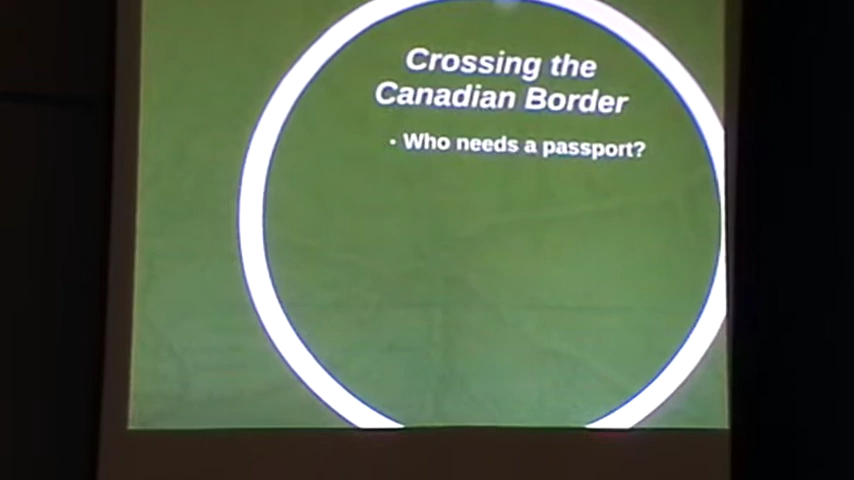 Crossing the
Canadian Border
• Who needs a passport?